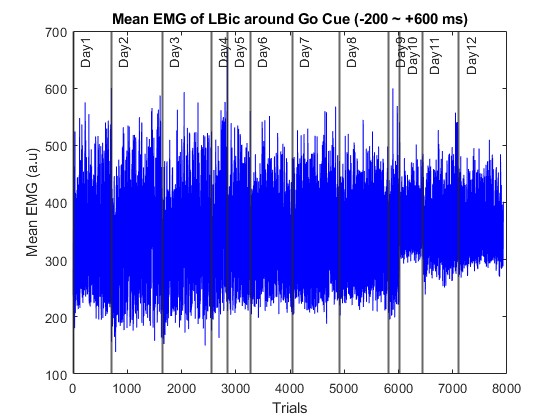 Mean EMG of LBic around Go Cue (-200 ~ +600 ms)
700
600
500
400
300
200
100
Mean EMG (a.u)
Day1
Day2
Day3
Day4
Day5
Day6
Day7
Day8
Day9
Day10
Day11
Day12
0
1000
2000
3000
4000
5000
6000
7000
8000
Trials